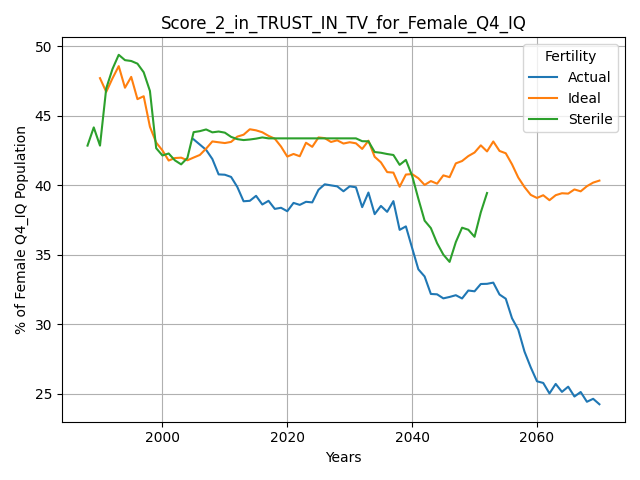 Score_2_in_TRUST_IN_TV_for_Female_Q4_IQ
% of Female Q4_IQ Population
50
45
40
35
30
25
Fertility
Actual
Ideal
Sterile
2000 2020 2040 2060
Years